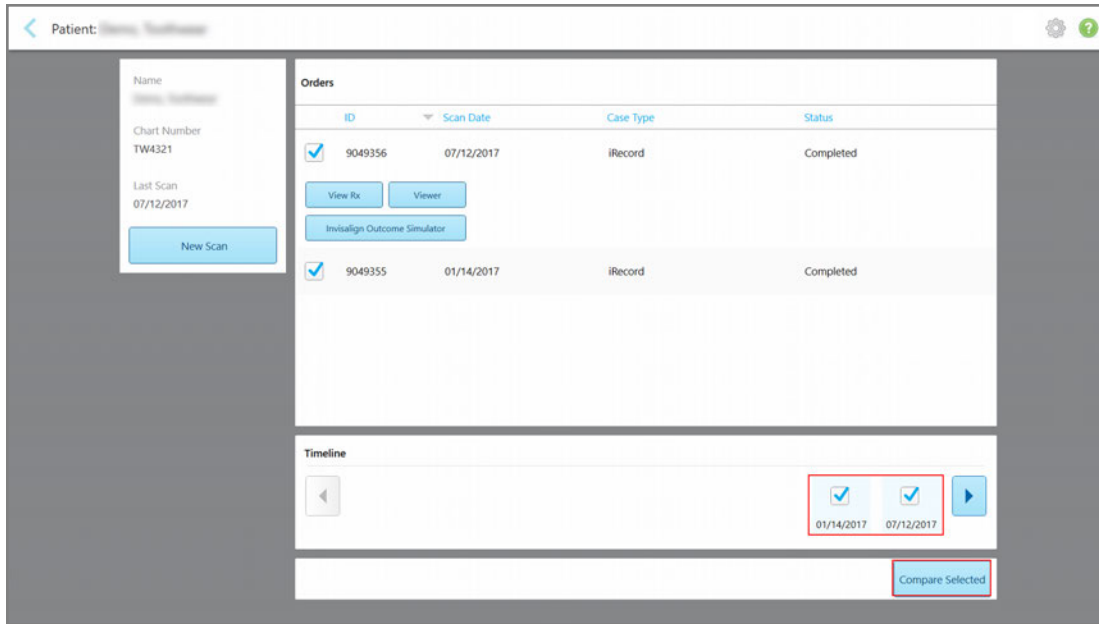 Patient:
?
Name
Chart Number
TW4321
Last Scan
07/12/2017
New Scan
Orders
ID Scan Date Case Type Status
9049356 07/12/2017 iRecord Completed
View Rx Viewer
Invisalign Outcome Simulator
9049355 01/14/2017 iRecord Completed
Timeline
01/14/2017 07/12/2017
Compare Selected